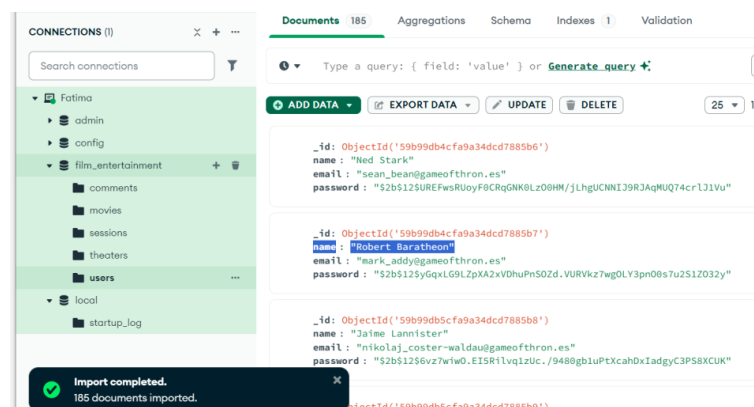 Documents 185 Aggregations Schema Indexes 1 Validation
CONNECTIONS (1)
Search connections
Type a query: { field: 'value' } or Generate query
Fatima
ADD DATA EXPORT DATA UPDATE DELETE 25 1
admin
config
film_entertainment
comments
movies
sessions
theaters
users
local
startup_log
_id: ObjectId('59b99db4cfa9a34dcd7885b6')
name : "Ned Stark"
email : "sean_bean@gameofthron.es"
password : "$2b$12$UREFwsRUoyF0CRqGNK0LzO0HM/jLhgUCNNIJ9RJAqMUQ74crlJ1Vu"
_id: ObjectId('59b99db4cfa9a34dcd7885b7')
name : "Robert Baratheon"
email : "mark_addy@gameofthron.es"
password : "$2b$12$yGqxLG9LZpXA2xVDhuPnSOZd.VURVkz7wgOLY3pnO0s7u2S1ZO32y"
_id: ObjectId('59b99db5cfa9a34dcd7885b8')
name : "Jaime Lannister"
email : "nikolaj_coster-waldau@gameofthron.es"
password : "$2b$12$6vz7wiwO.EI5Rilvq1zUc./9480gb1uPtXcahDxIadgyC3PS8XCUK"
Import completed.
185 documents imported.